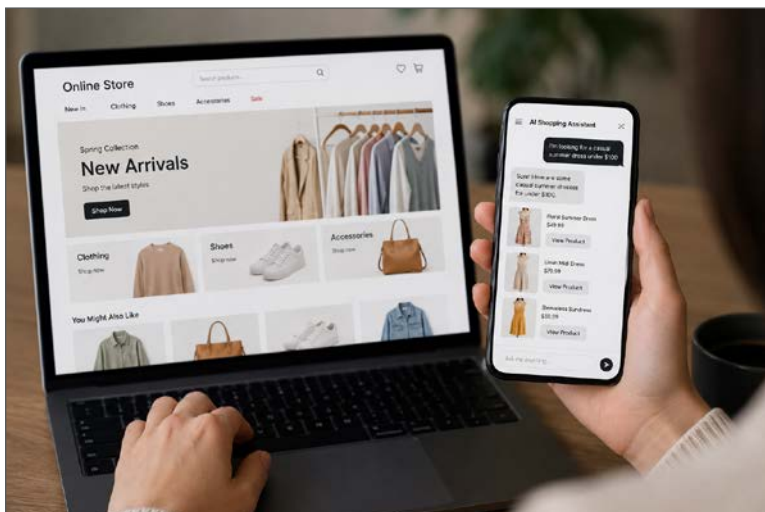 Online Store
Search products...
New In
Clothing
Shoes
Accessories
Sale
Spring Collection
New Arrivals
Shop the latest styles
Shop Now
Clothing
Shop now
Shoes
Shop now
Accessories
Shop now
You Might Also Like
AI Shopping Assistant
I'm looking for a casual
summer dress under $100
Sure! Here are some
casual summer dresses
for under $100.
Floral Summer Dress
$49.99
View Product
Linen Midi Dress
$79.99
View Product
Sleeveless Sundress
View Product
Ask me anything...